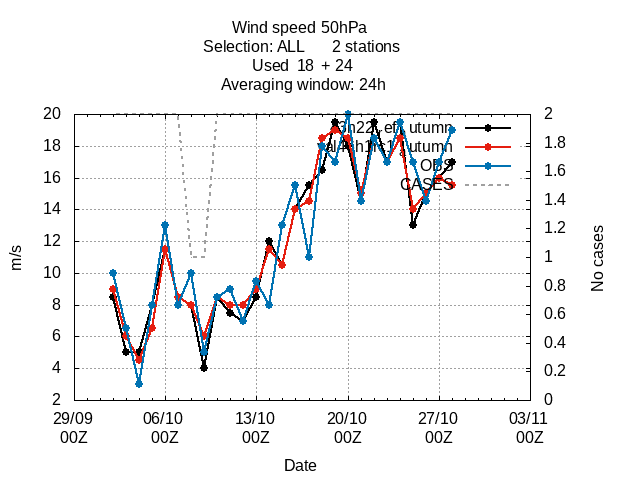 Wind speed 50hPa
Selection: ALL 2 stations
Used 18 + 24
Averaging window: 24h
20
18
16
14
12
10
8
6
4
2
2
1.8
1.6
1.4
1.2
1
0.8
0.6
0.4
0.2
0
m/s
No cases
OBS
CASES
29/09 06/10 13/10 20/10 27/10 03/11
00Z 00Z 00Z 00Z 00Z 00Z
Date